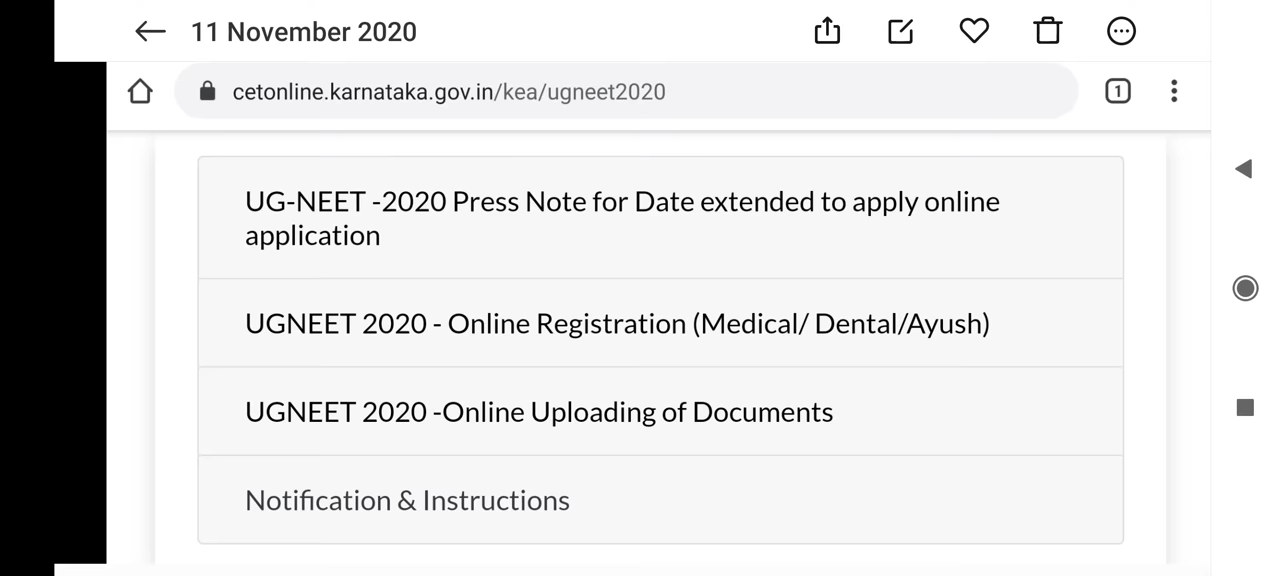 11 November 2020
cetonline.karnataka.gov.in/kea/ugneet2020
1
UG-NEET -2020 Press Note for Date extended to apply online
application
UGNEET 2020 - Online Registration (Medical/ Dental/Ayush)
UGNEET 2020 -Online Uploading of Documents
Notification & Instructions